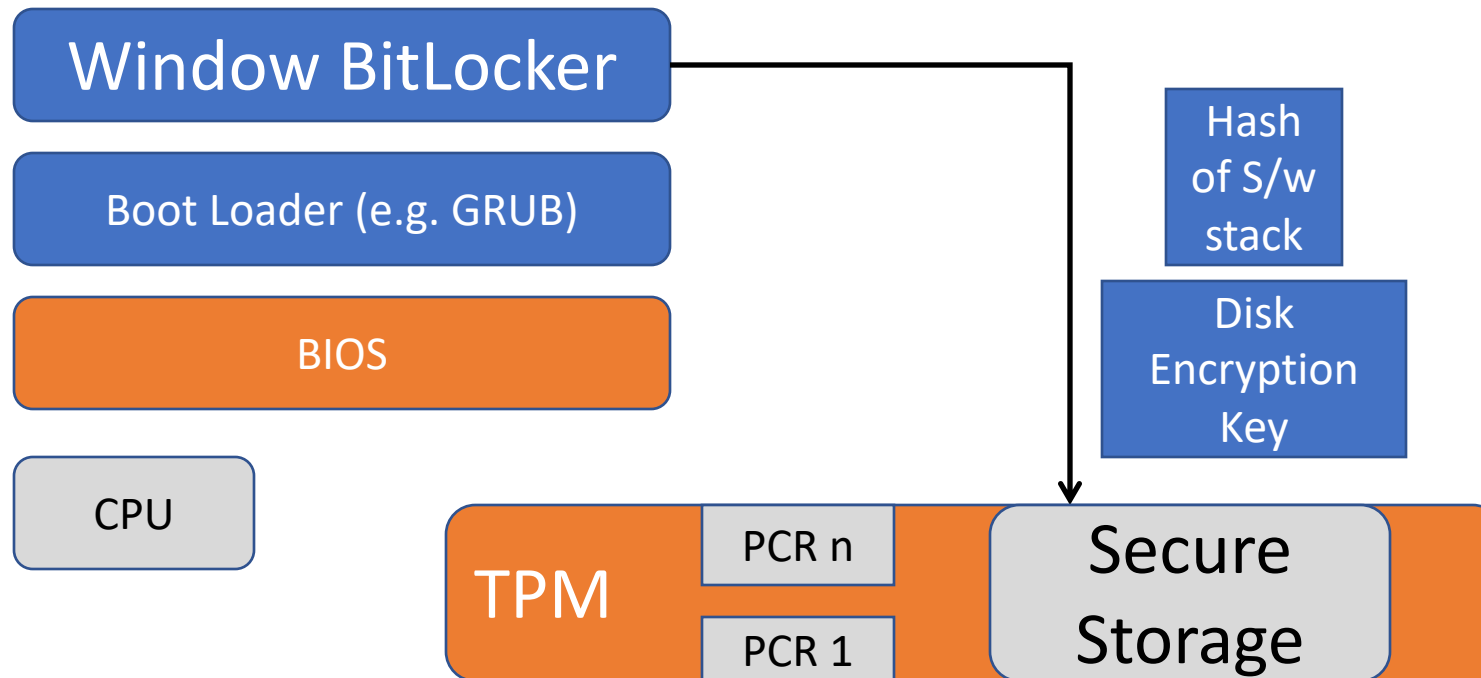 Window BitLocker
Boot Loader (e.g. GRUB)
BIOS
CPU
Hash
of S/w
stack
Disk
Encryption
Key
TPM
PCR n
PCR 1
Secure
Storage